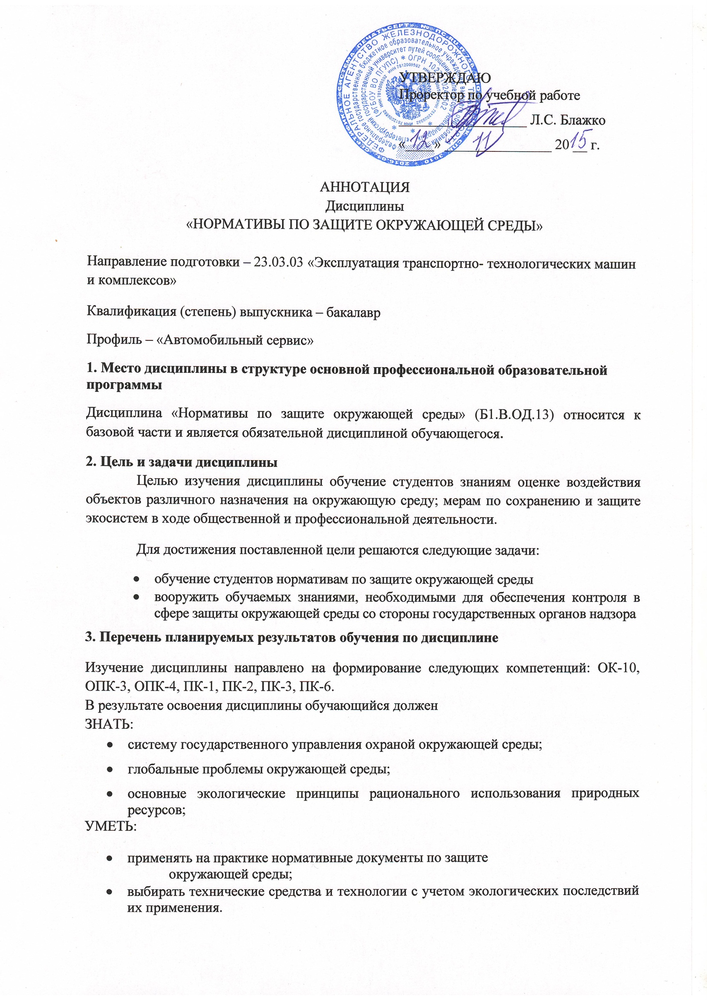 ФЕДЕРАЛЬНОЕ АГЕНТСТВО ЖЕЛЕЗНОДОРОЖНОГО
Федеральное государственное бюджетное образовательное учреждение
«Петербургский государственный университет путей сообщения
(ФГБОУ ВО ПГУПС) * ОГРН
ИНН 7812009592
УТВЕРЖДАЮ
Проректор по учебной работе
Л.С. Блажко
«12» 11 2015 г.
АННОТАЦИЯ
Дисциплины
«НОРМАТИВЫ ПО ЗАЩИТЕ ОКРУЖАЮЩЕЙ СРЕДЫ»
Направление подготовки – 23.03.03 «Эксплуатация транспортно- технологических машин
и комплексов»
Квалификация (степень) выпускника – бакалавр
Профиль – «Автомобильный сервис»
1. Место дисциплины в структуре основной профессиональной образовательной
программы
Дисциплина «Нормативы по защите окружающей среды» (Б1.В.ОД.13) относится к
базовой части и является обязательной дисциплиной обучающегося.
2. Цель и задачи дисциплины
Целью изучения дисциплины обучение студентов знаниям оценке воздействия
объектов различного назначения на окружающую среду; мерам по сохранению и защите
экосистем в ходе общественной и профессиональной деятельности.
Для достижения поставленной цели решаются следующие задачи:
• обучение студентов нормативам по защите окружающей среды
• вооружить обучаемых знаниями, необходимыми для обеспечения контроля в
сфере защиты окружающей среды со стороны государственных органов надзора
3. Перечень планируемых результатов обучения по дисциплине
Изучение дисциплины направлено на формирование следующих компетенций: ОК-10,
ОПК-3, ОПК-4, ПК-1, ПК-2, ПК-3, ПК-6.
В результате освоения дисциплины обучающийся должен
ЗНАТЬ:
• систему государственного управления охраной окружающей среды;
• глобальные проблемы окружающей среды;
• основные экологические принципы рационального использования природных
ресурсов;
УМЕТЬ:
• применять на практике нормативные документы по защите
окружающей среды;
• выбирать технические средства и технологии с учетом экологических последствий
их применения.